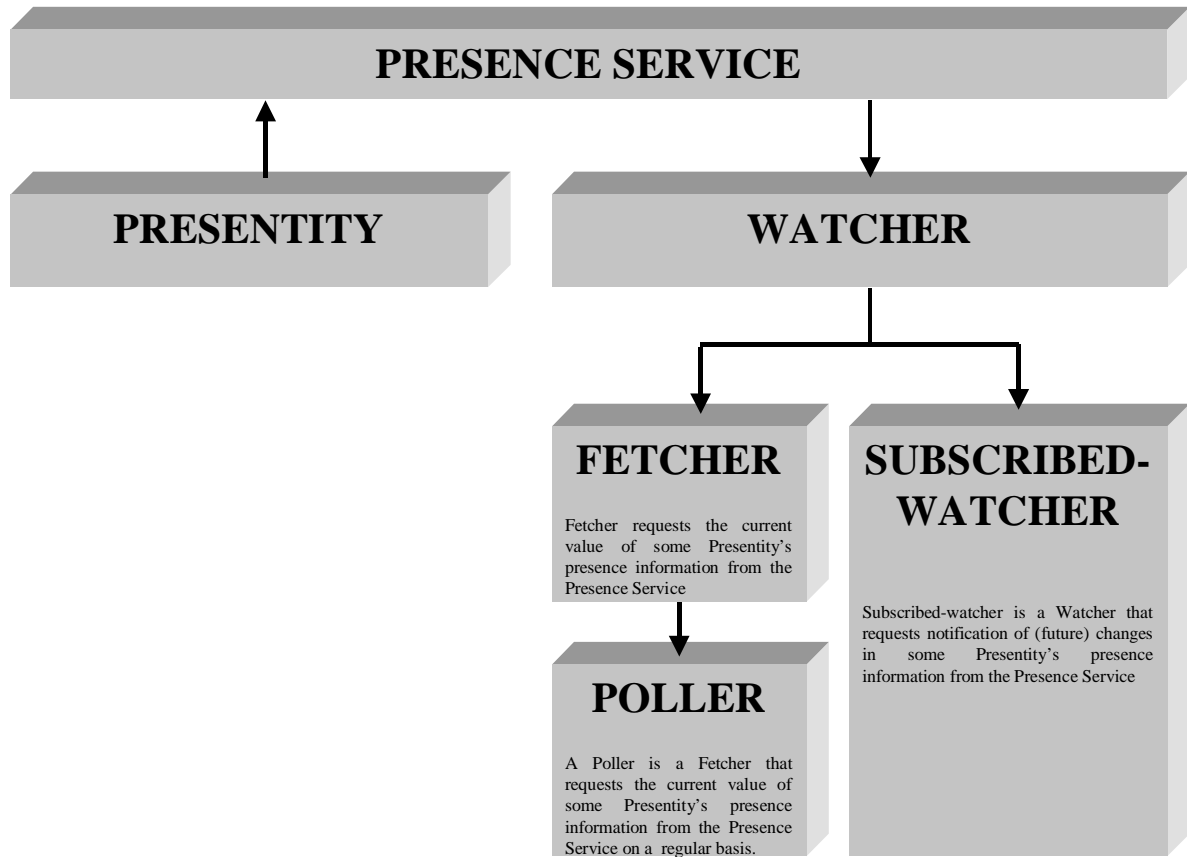 PRESENCE SERVICE
PRESENTITY
WATCHER
FETCHER
Fetcher requests the current
value of some Presentity’s
presence information from the
Presence Service
SUBSCRIBED-
WATCHER
Subscribed-watcher is a Watcher that
requests notification of (future) changes
in some Presentity’s presence
information from the Presence Service
POLLER
A Poller is a Fetcher that
requests the current value of
some Presentity’s presence
information from the Presence
Service on a regular basis.